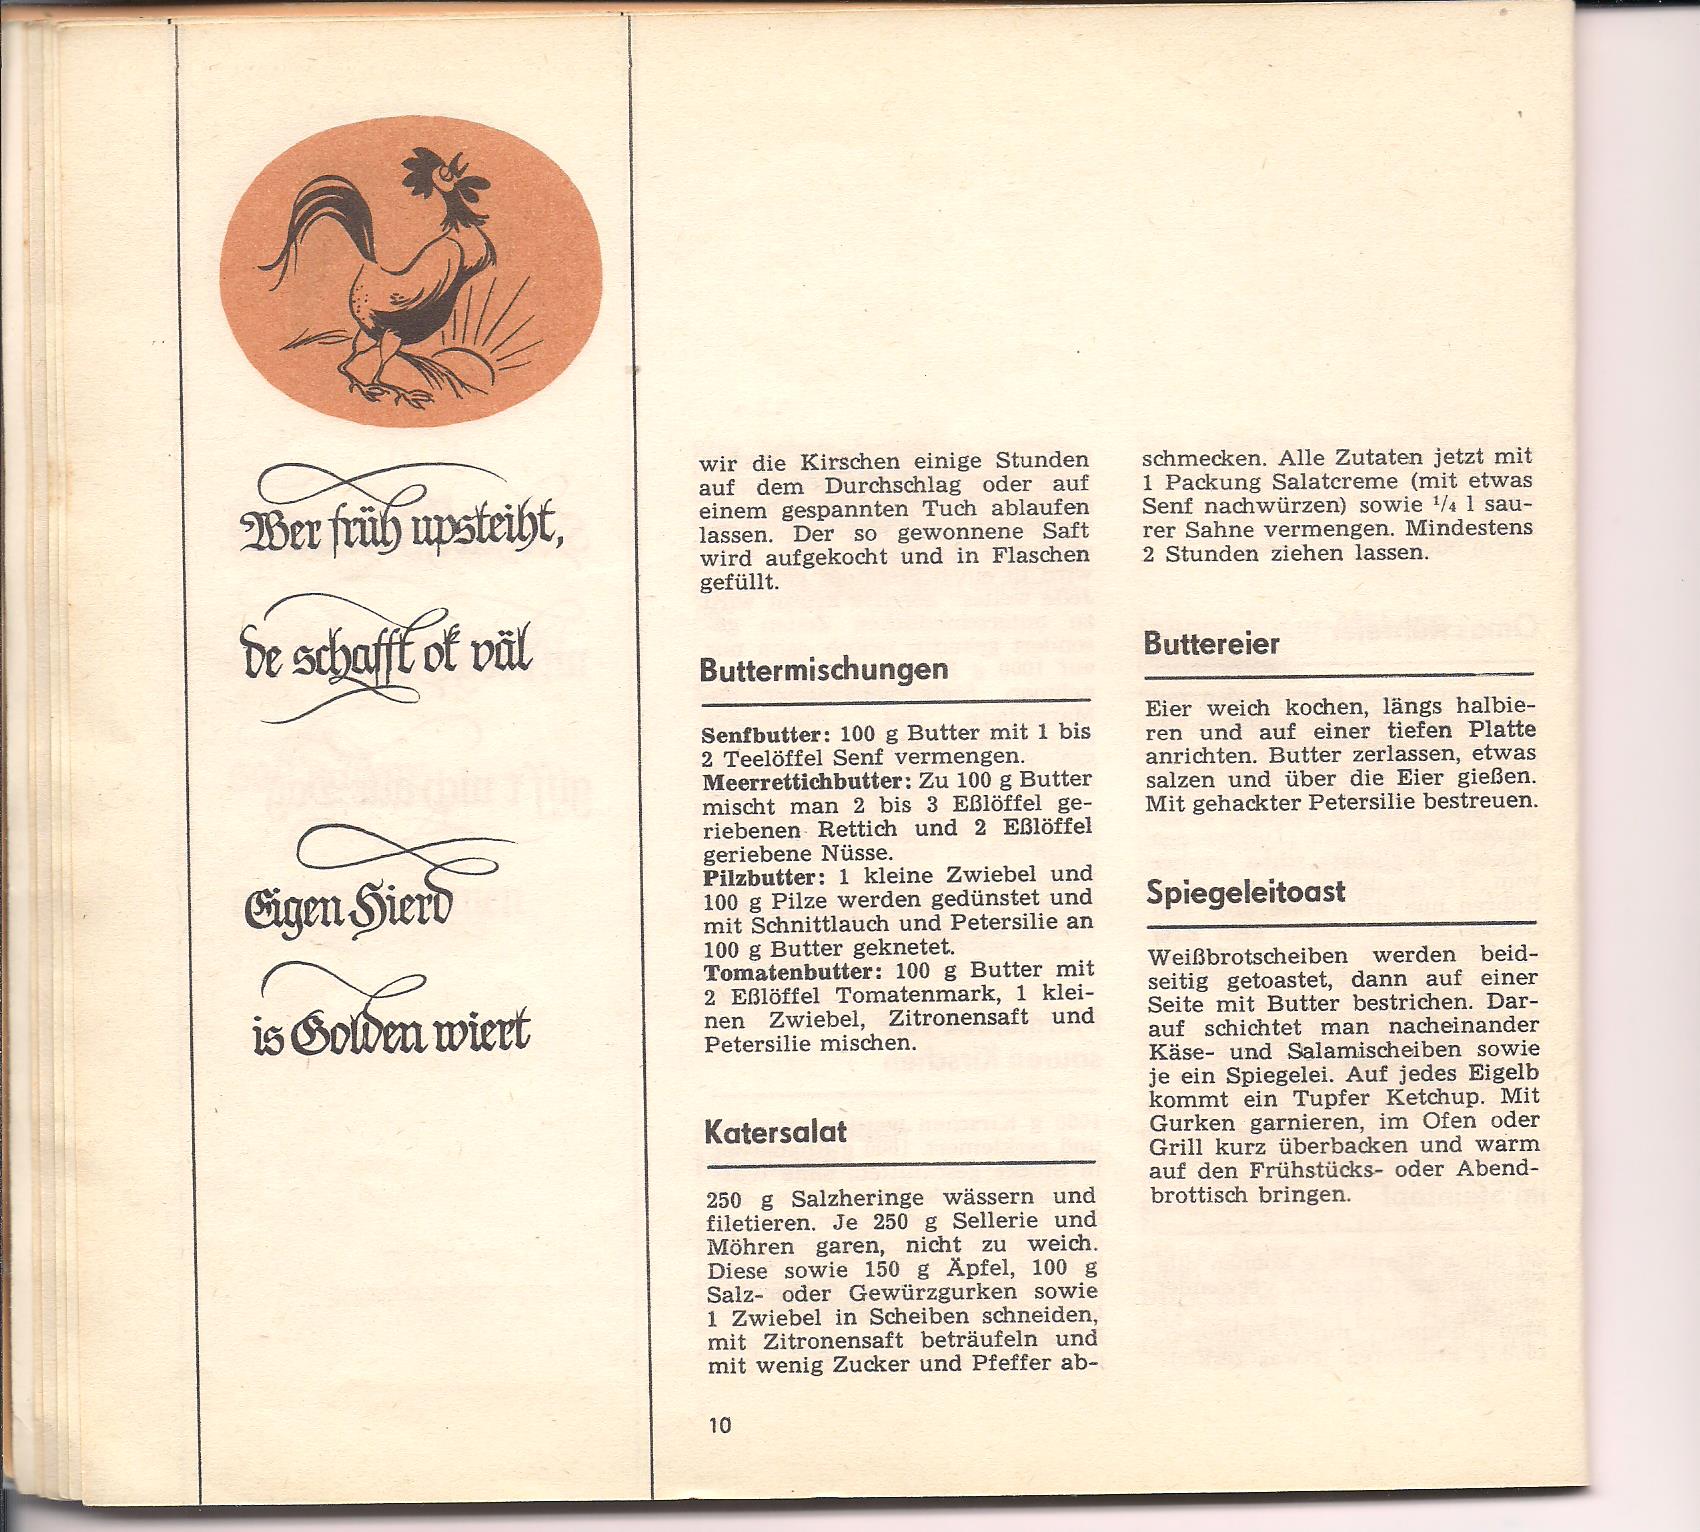 Wer früh upsteiht,
de schafft ok väl
Eigen Hierd
is Golden wiert
wir die Kirschen einige Stunden
auf dem Durchschlag oder auf
einem gespannten Tuch ablaufen
lassen. Der so gewonnene Saft
wird aufgekocht und in Flaschen
gefüllt.
Buttermischungen
Senfbutter: 100 g Butter mit 1 bis
2 Teelöffel Senf vermengen.
Meerrettichbutter: Zu 100 g Butter
mischt man 2 bis 3 Eßlöffel ge-
riebenen Rettich und 2 Eßlöffel
geriebene Nüsse.
Pilzbutter: 1 kleine Zwiebel und
100 g Pilze werden gedünstet und
mit Schnittlauch und Petersilie an
100 g Butter geknetet.
Tomatenbutter: 100 g Butter mit
2 Eßlöffel Tomatenmark, 1 klei-
nen Zwiebel, Zitronensaft und
Petersilie mischen.
Katersalat
250 g Salzheringe wässern und
filetieren. Je 250 g Sellerie und
Möhren garen, nicht zu weich.
Diese sowie 150 g Äpfel, 100 g
Salz- oder Gewürzgurken sowie
1 Zwiebel in Scheiben schneiden,
mit Zitronensaft beträufeln und
mit wenig Zucker und Pfeffer ab-
schmecken. Alle Zutaten jetzt mit
1 Packung Salatcreme (mit etwas
Senf nachwürzen) sowie ¹/₄ l sau-
rer Sahne vermengen. Mindestens
2 Stunden ziehen lassen.
Buttereier
Eier weich kochen, längs halbie-
ren und auf einer tiefen Platte
anrichten. Butter zerlassen, etwas
salzen und über die Eier gießen.
Mit gehackter Petersilie bestreuen.
Spiegeleitoast
Weißbrotscheiben werden beid-
seitig getoastet, dann auf einer
Seite mit Butter bestrichen. Dar-
auf schichtet man nacheinander
Käse- und Salamischeiben sowie
je ein Spiegelei. Auf jedes Eigelb
kommt ein Tupfer Ketchup. Mit
Gurken garnieren, im Ofen oder
Grill kurz überbacken und warm
auf den Frühstücks- oder Abend-
brottisch bringen.
10